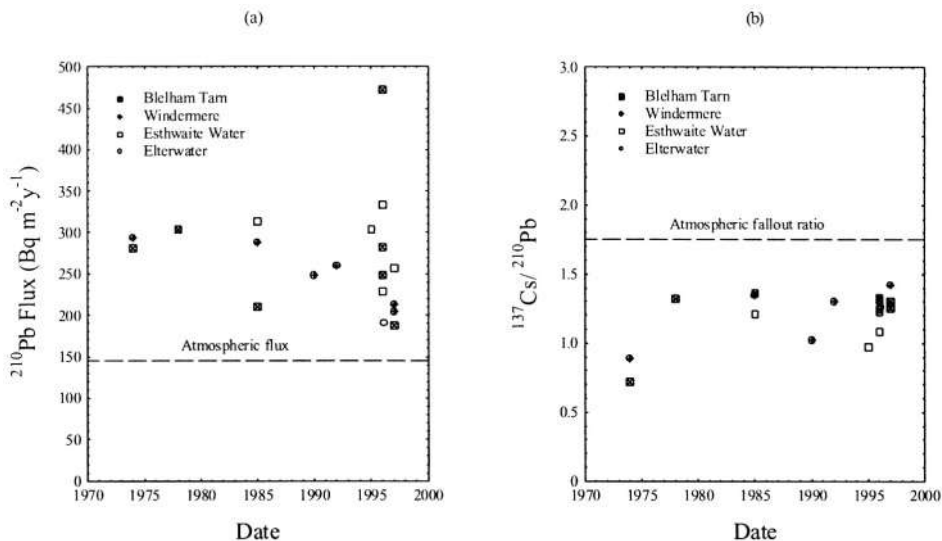 (a)
500
450
400
350
300
250
200
150
100
50
0
1970 1975 1980 1985 1990 1995 2000
²¹⁰Pb Flux (Bq m⁻²y⁻¹)
Date
Blelham Tarn
Windermere
Esthwaite Water
Elterwater
Atmospheric flux
(b)
3.0
2.5
2.0
1.5
1.0
0.5
0.0
1970 1975 1980 1985 1990 1995 2000
¹³⁷Cs/ ²¹⁰Pb
Date
Blelham Tarn
Windermere
Esthwaite Water
Elterwater
Atmospheric fallout ratio